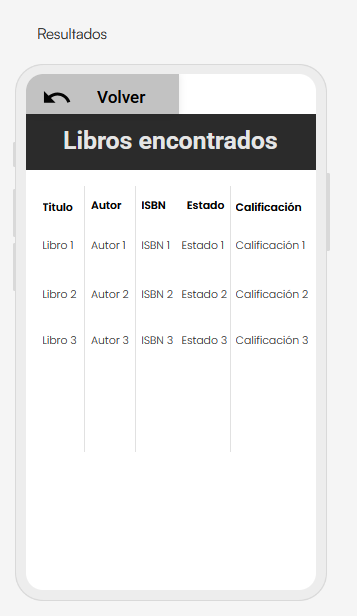 Resultados
Volver
Libros encontrados
Titulo Autor ISBN Estado Calificación
Libro 1 Autor 1 ISBN 1 Estado 1 Calificación 1
Libro 2 Autor 2 ISBN 2 Estado 2 Calificación 2
Libro 3 Autor 3 ISBN 3 Estado 3 Calificación 3